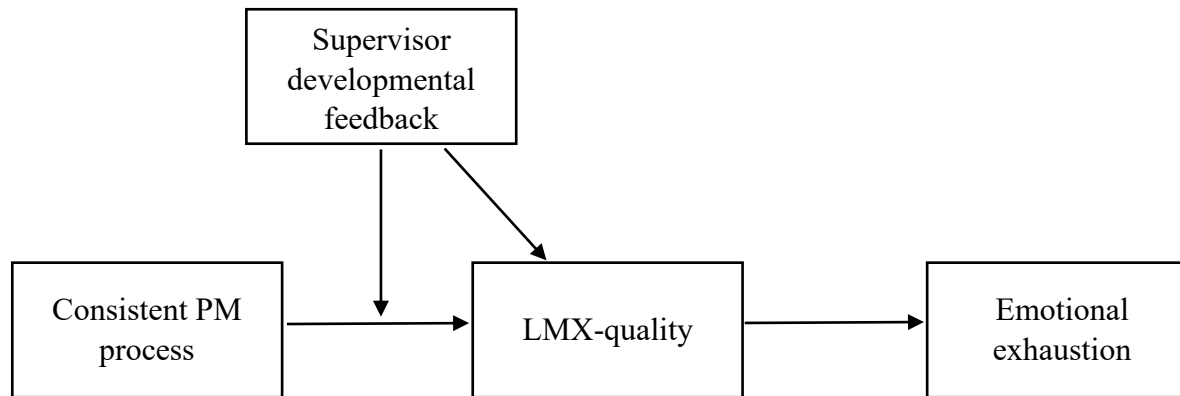 Supervisor
developmental
feedback
Consistent PM
process
LMX-quality
Emotional
exhaustion